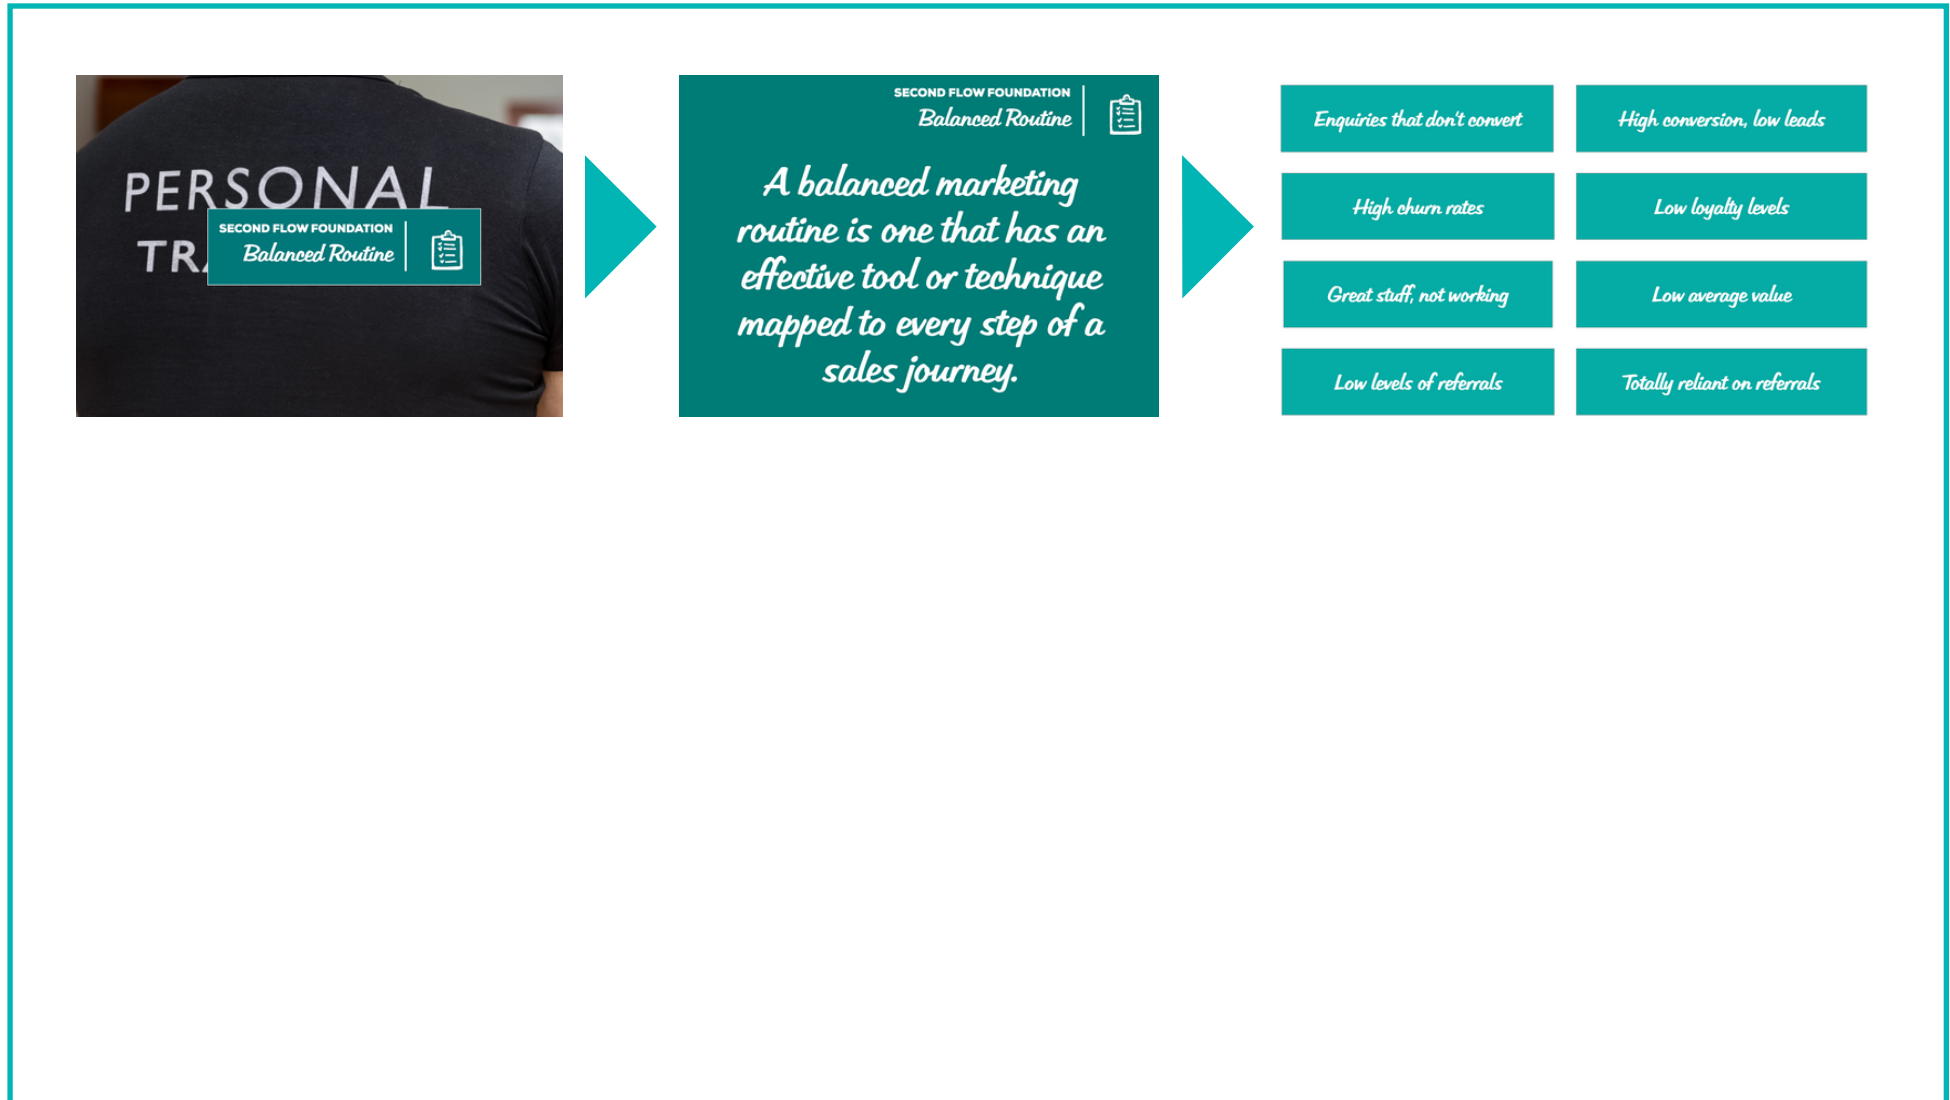 PERSONAL
TR
SECOND FLOW FOUNDATION
Balanced Routine
SECOND FLOW FOUNDATION
Balanced Routine
A balanced marketing
routine is one that has an
effective tool or technique
mapped to every step of a
sales journey.
Enquiries that don't convert
High conversion, low leads
High churn rates
Low loyalty levels
Great stuff, not working
Low average value
Low levels of referrals
Totally reliant on referrals